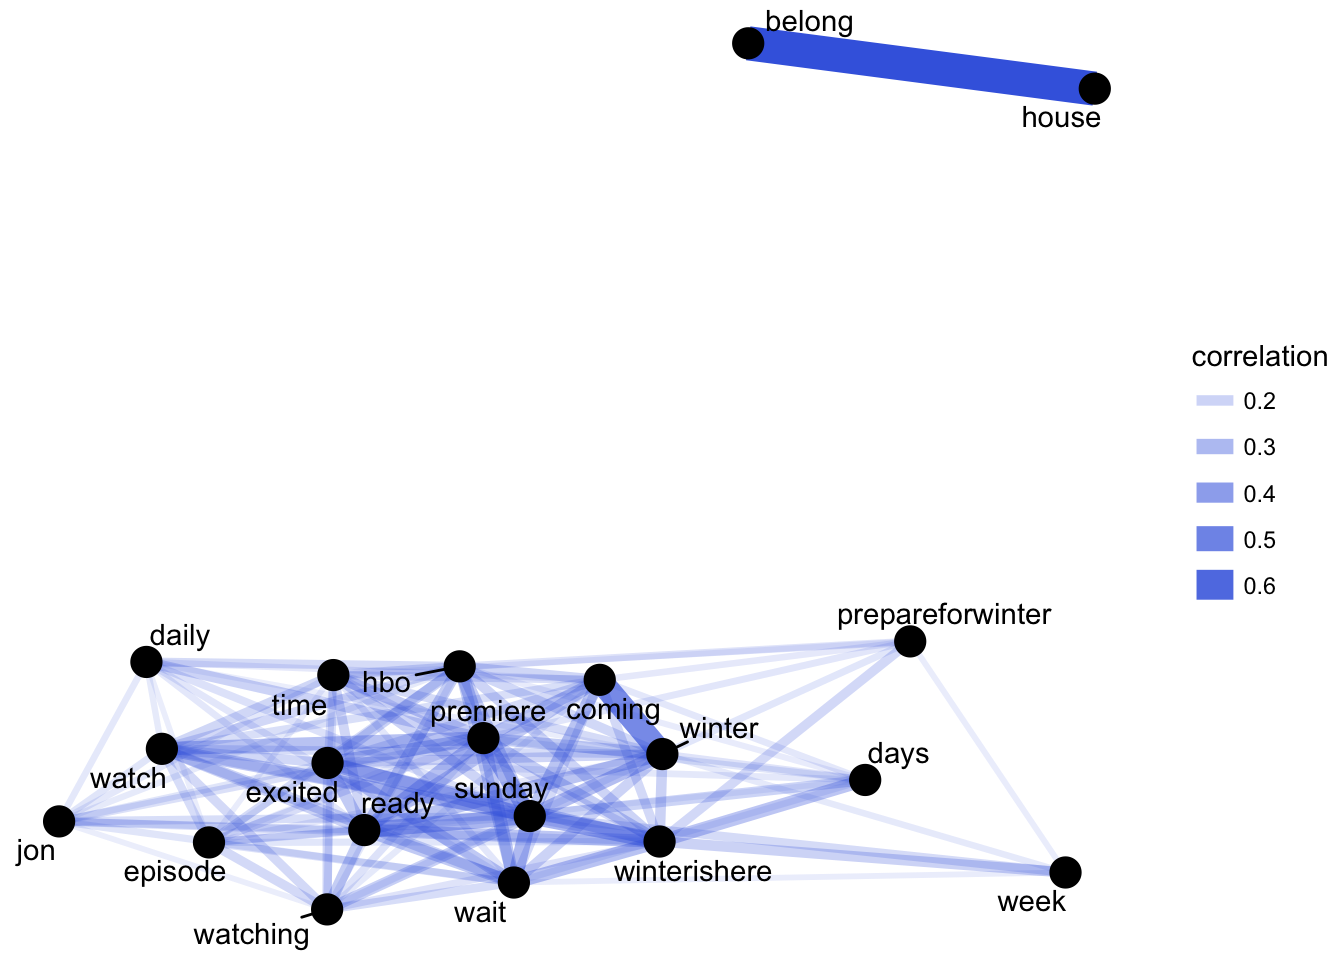 belong
house
correlation
0.2
0.3
0.4
0.5
0.6
prepareforwinter
daily
hbo
time
premiere
coming
winter
days
watch
excited
sunday
ready
jon
episode
winterishere
week
wait
watching